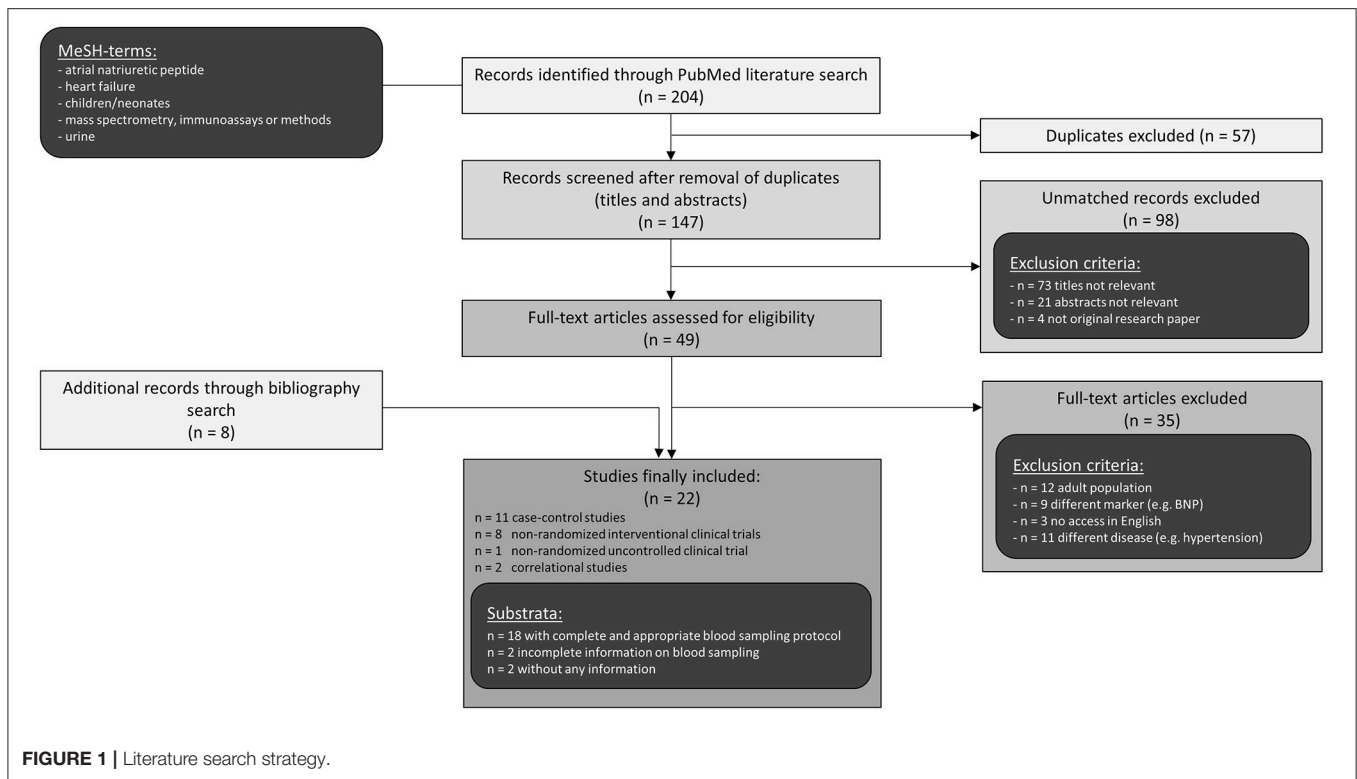 MeSH-terms:
- atrial natriuretic peptide
- heart failure
- children/neonates
- mass spectrometry, immunoassays or methods
- urine
Records identified through PubMed literature search
(n = 204)
Duplicates excluded (n = 57)
Records screened after removal of duplicates
(titles and abstracts)
(n = 147)
Unmatched records excluded
(n = 98)
Exclusion criteria:
- n = 73 titles not relevant
- n = 21 abstracts not relevant
- n = 4 not original research paper
Full-text articles assessed for eligibility
(n = 49)
Additional records through bibliography
search
(n = 8)
Full-text articles excluded
(n = 35)
Exclusion criteria:
- n = 12 adult population
- n = 9 different marker (e.g. BNP)
- n = 3 no access in English
- n = 11 different disease (e.g. hypertension)
Studies finally included:
(n = 22)
n = 11 case-control studies
n = 8 non-randomized interventional clinical trials
n = 1 non-randomized uncontrolled clinical trial
n = 2 correlational studies
Substrata:
n = 18 with complete and appropriate blood sampling protocol
n = 2 incomplete information on blood sampling
n = 2 without any information
FIGURE 1 | Literature search strategy.